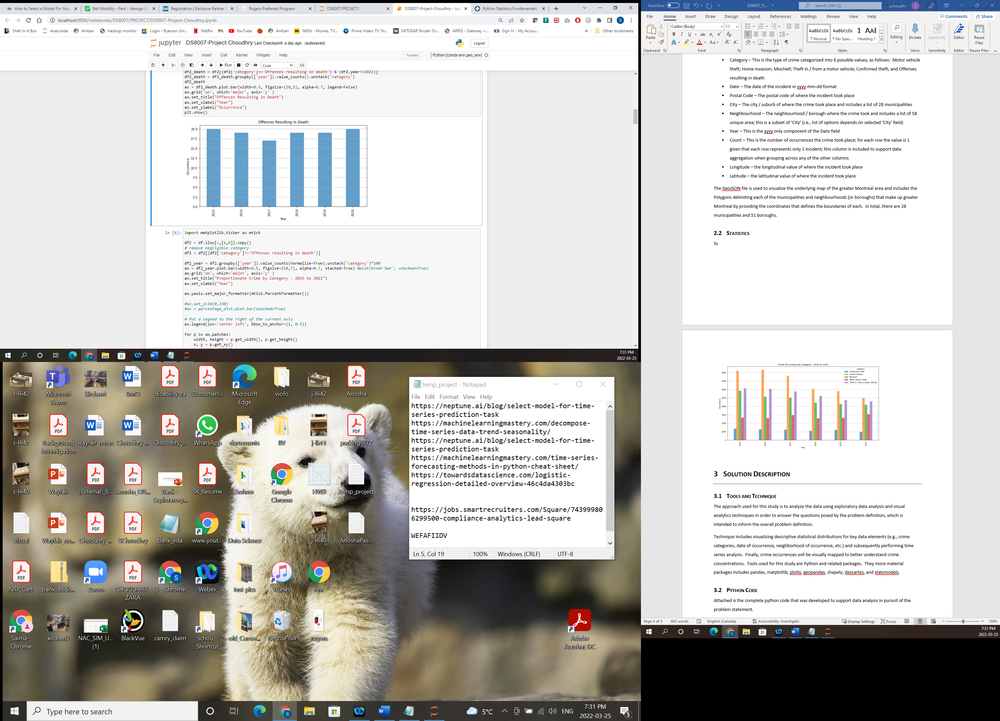 How to Select a Model For Your
Bell Mobility - Perk - Venngo //
Registration | Exclusive Partner P
Rogers Preferred Program
DS8007/PROJECT/
DS8007-Project-Choudhry - Jup
Python Statistics Fundamentals
localhost:8888/notebooks/DS8007/PROJECT/DS8007-Project-Choudhry.ipynb
Shell In A Box Anaconda Ambari hadoop monitor Login - Ryerson Uni... Netflix YouTube Ambari IMDb - Movies, TV... Prime Video: TV Sh... NETGEAR Router Or... ARRIS - Gateway >... Sign In - My Accou... » Other bookmarks
jupyter DS8007-Project-Choudhry Last Checkpoint: a day ago (autosaved)
Logout
File Edit View Insert Cell Kernel Widgets Help
Trusted
Python [conda env:geo_env]
Run
Code
df2_death = df2[(df2['category']=='Offenses resulting in death') & (df2.year!=2021)]
df2_death = df2_death.groupby(['year']).value_counts().unstack('category')
df2_death
ax = df2_death.plot.bar(width=0.5, figsize=(10,5), alpha=0.7, legend=False)
ax.grid('on', which='major', axis='y' )
ax.set_title("Offences Resulting in Death")
ax.set_xlabel("Year")
ax.set_ylabel("Occurrence")
plt.show()
Offences Resulting in Death
20.0
17.5
15.0
12.5
10.0
7.5
5.0
2.5
0.0
Occurrence
2015 2016 2017 2018 2019 2020
Year
In [6]:
import matplotlib.ticker as mtick
df2 = df.iloc[:,[1,6]].copy()
# remove negligible category
df2 = df2[(df2['category']!='Offenses resulting in death')]
df2_year = df2.groupby(['year']).value_counts(normalize=True).unstack('category')*100
ax = df2_year.plot.bar(width=0.5, figsize=(10,7), alpha=0.7, stacked=True) #plot(kind='bar', stacked=True)
ax.grid('on', which='major', axis='y' )
ax.set_title("Proportionate Crime by Category - 2015 to 2021")
ax.set_xlabel("Year")
ax.yaxis.set_major_formatter(mtick.PercentFormatter())
#ax.set_ylim(0,150)
#ax = percentage_dist.plot.bar(stacked=True)
# Put a legend to the right of the current axis
ax.legend(loc='center left', bbox_to_anchor=(1, 0.5))
for p in ax.patches:
width, height = p.get_width(), p.get_height()
x, y = p.get_xy()
7:31 PM
2022-03-25
s-l642
Microsoft Teams
kitchen1
BMO
disabilitycra
CustomerI...
Microsoft Edge
viofo
j-l642
Anosha
s-l641
Background Investigation
wayfair-notes
Choudhry_...
Choudhry_...
WhatsApp
documents
BV
j-l641
parking-YYZ
s-l640
Wayfair
(External)_S...
Anosha_OU...
Bank - Exploratory...
SK_Resume
Soheer
Google Chrome
HW2
temp_project
visual
Wayfair_no...
Choudhry_...
SChoudhry
bank_eda
www.yout...
Data Science
j-l640
AnoshaPas...
NRP Cert.
bank-addit...
Zoom
CHOUDHRY-ZARA
S - Chrome
Webex
test pics
iTunes
test
Saima - Chrome
kitchen2
NAC_SIM_U... (1)
BlackVue
camry_claim
schou - Shortcut
old_Camer...
Recycle Bin
rogers
Adobe Acrobat DC
temp_project - Notepad
File Edit Format View Help
https://neptune.ai/blog/select-model-for-time-
series-prediction-task
https://machinelearningmastery.com/decompose-
time-series-data-trend-seasonality/
https://neptune.ai/blog/select-model-for-time-
series-prediction-task
https://machinelearningmastery.com/time-series-
forecasting-methods-in-python-cheat-sheet/
https://towardsdatascience.com/logistic-
regression-detailed-overview-46c4da4303bc
https://jobs.smartrecruiters.com/Square/74399980
6299500-compliance-analytics-lead-square
WEFAFIIDV
Ln 5, Col 19 100% Windows (CRLF) UTF-8
Type here to search
5°C
ENG
7:31 PM
2022-03-25
3
AutoSave
DS8007_Fi...
Search (Alt+Q)
schoudhr .
S
File Home Insert Draw Design Layout References Mailings Review View Help
Comments
Share
Paste
Calibri (Body) 11
AaBbCcDc AaBbCcDc 1 AaE
¶ Normal ¶ No Spac... Heading 1
Editing
Dictate
Sensitivity
Editor
Reuse Files
Clipboard Font Paragraph Styles Voice Sensitivity Editor Reuse Files
Category – This is the type of crime categorized into 6 possible values, as follows: Motor vehicle
theft; Home invasion; Mischief; Theft in / from a motor vehicle; Confirmed theft; and Offenses
resulting in death
Date – The date of the incident in yyyy-mm-dd format
Postal Code – The postal code of where the incident took place
City – The city / suburb of where the crime took place and includes a list of 28 municipalities
Neighbourhood – The neighbourhood / borough where the crime took and includes a list of 58
unique area; this is a subset of ‘City’ (i.e., list of options depends on selected ‘City’ field)
Year – This is the yyyy only component of the Date field
Count – This is the number of occurrences the crime took place; for each row the value is 1
given that each row represents only 1 incident; this column is included to support data
aggregation when grouping across any of the other columns
Longitude – the longitudinal value of where the incident took place
Latitude – the latitudinal value of where the incident took place
The GeoJSON file is used to visualize the underlying map of the greater Montreal area and includes the
Polygons delimiting each of the municipalities and neighbourhoods (or boroughs) that make up greater
Montreal by providing the coordinates that defines the boundaries of each. In total, there are 28
municipalities and 51 boroughs.
2.2 Statistics
Ss
Crime Occurrence by Category - 2015 to 2020
category
Confirmed Theft
Home Invasion
Mischief
Motor vehicle theft
Theft in / from a motor vehicle
8000
7000
6000
5000
4000
3000
2000
1000
0
Occurrence
2015 2016 2017 2018 2019 2020
Year
3 Solution Description
3.1 Tools and Technique
The approach used for this study is to analyze the data using exploratory data analysis and visual
analytics techniques in order to answer the questions posed by the problem definition, which is
intended to inform the overall problem definition.
Technique includes visualizing descriptive statistical distributions for key data elements (e.g., crime
categories, date of occurrence, neighborhood of occurrence, etc.) and subsequently performing time
series analysis. Finally, crime occurrences will be visually mapped to better understand crime
concentrations. Tools used for this study are Python and related packages. They more material
packages includes pandas, matplotlib, plotly, geopandas, shapely, descartes, and statsmodels.
3.2 Python Code
Attached is the complete python code that was developed to support data analysis in pursuit of the
problem statement.
Page 4 of 5 665 words English (Canada) Accessibility: Investigate Display Settings Focus 100%
7:31 PM
2022-03-25